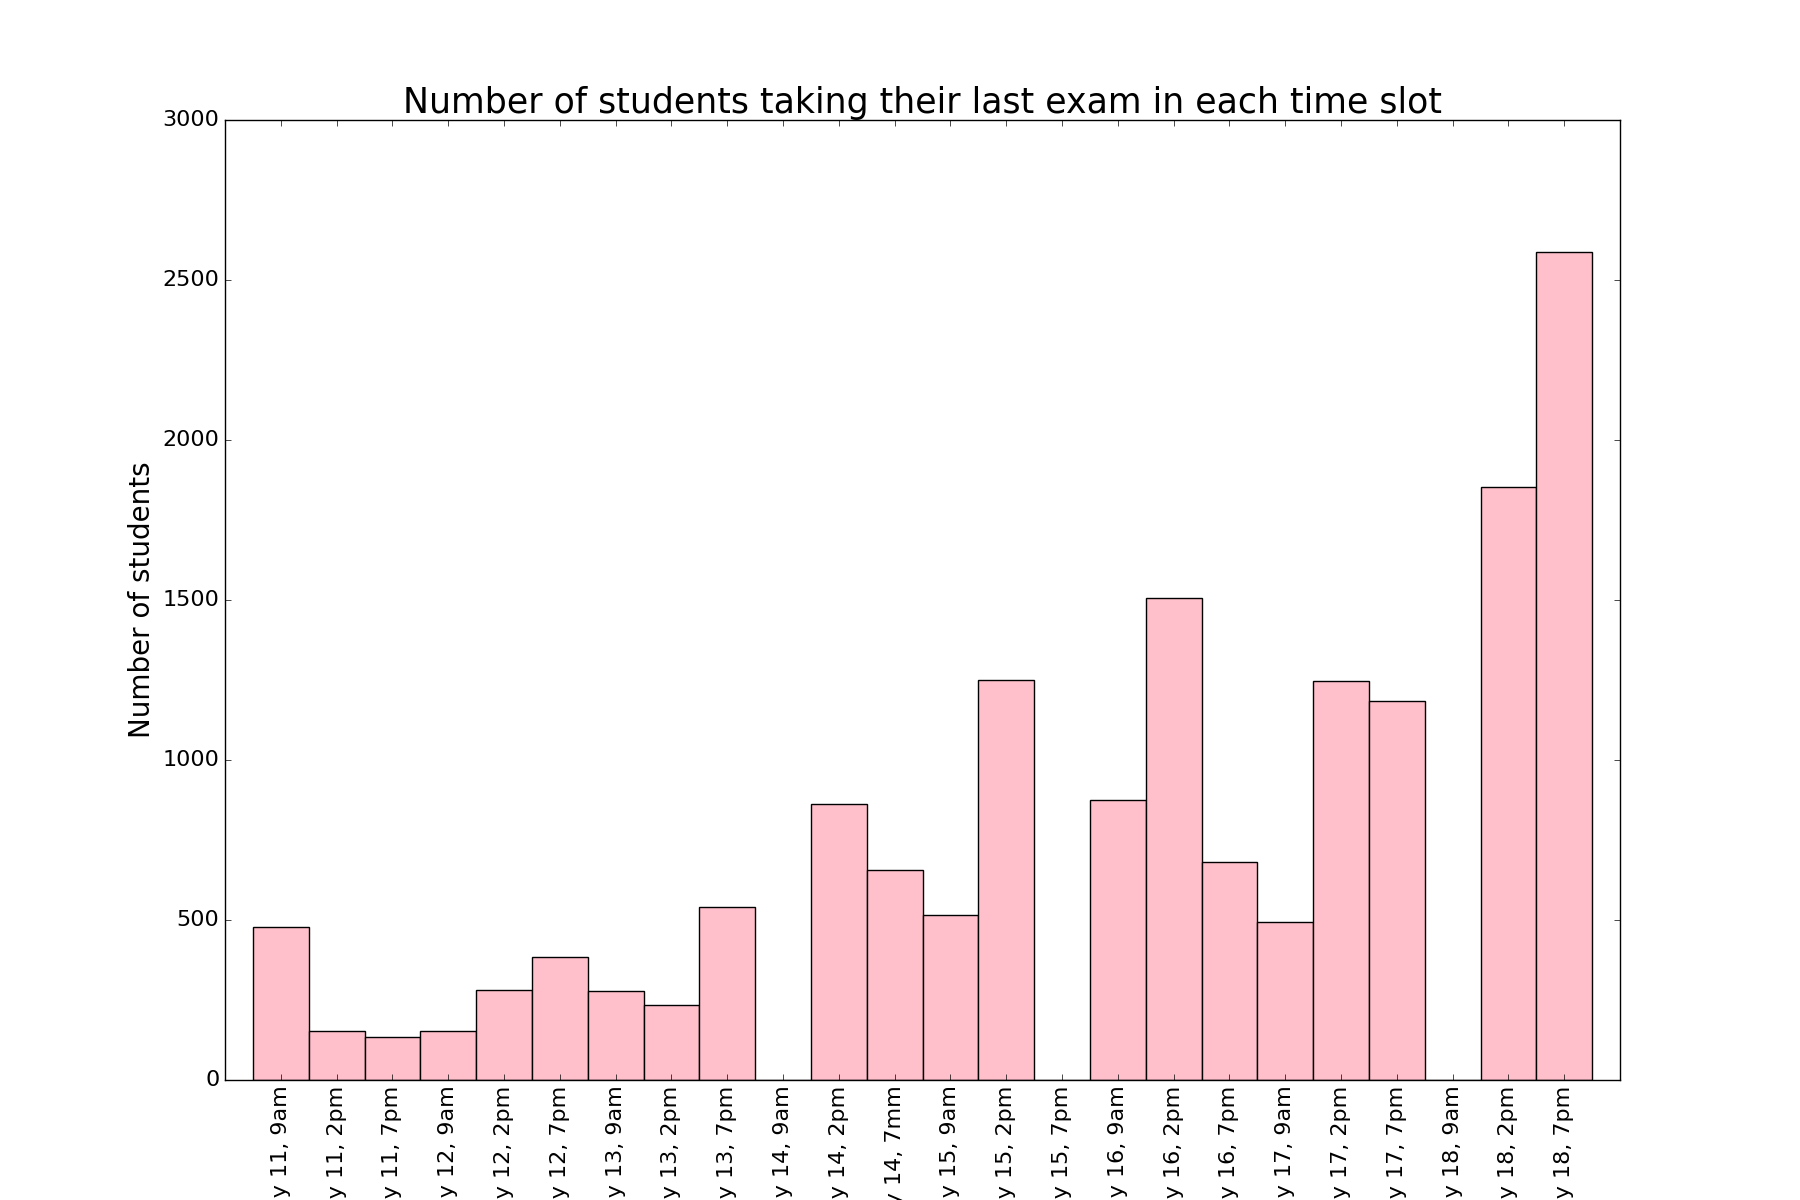 Number of students taking their last exam in each time slot
Number of students
3000
2500
2000
1500
1000
500
0
y 11, 9am
y 11, 2pm
y 11, 7pm
y 12, 9am
y 12, 2pm
y 12, 7pm
y 13, 9am
y 13, 2pm
y 13, 7pm
y 14, 9am
y 14, 2pm
y 14, 7mm
y 15, 9am
y 15, 2pm
y 15, 7pm
y 16, 9am
y 16, 2pm
y 16, 7pm
y 17, 9am
y 17, 2pm
y 17, 7pm
y 18, 9am
y 18, 2pm
y 18, 7pm